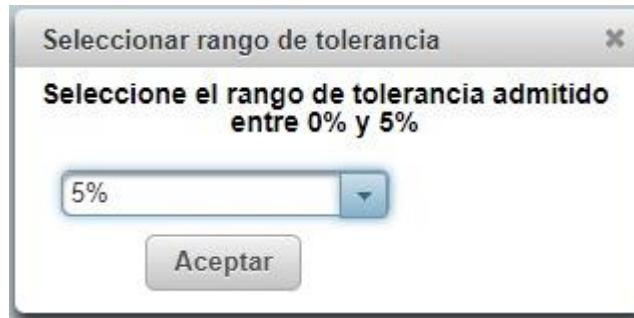 Seleccionar rango de tolerancia
Seleccione el rango de tolerancia admitido
entre 0% y 5%
5%
Aceptar